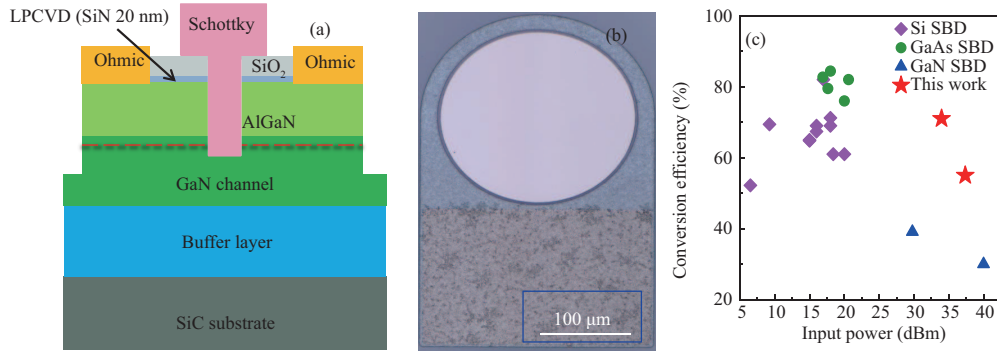 LPCVD (SiN 20 nm)
Schottky
(a)
Ohmic
SiO2
Ohmic
AlGaN
GaN channel
Buffer layer
SiC substrate
(b)
100 μm
(c)
Si SBD
GaAs SBD
GaN SBD
This work
Conversion efficiency (%)
100
80
60
40
20
5 10 15 20 25 30 35 40
Input power (dBm)